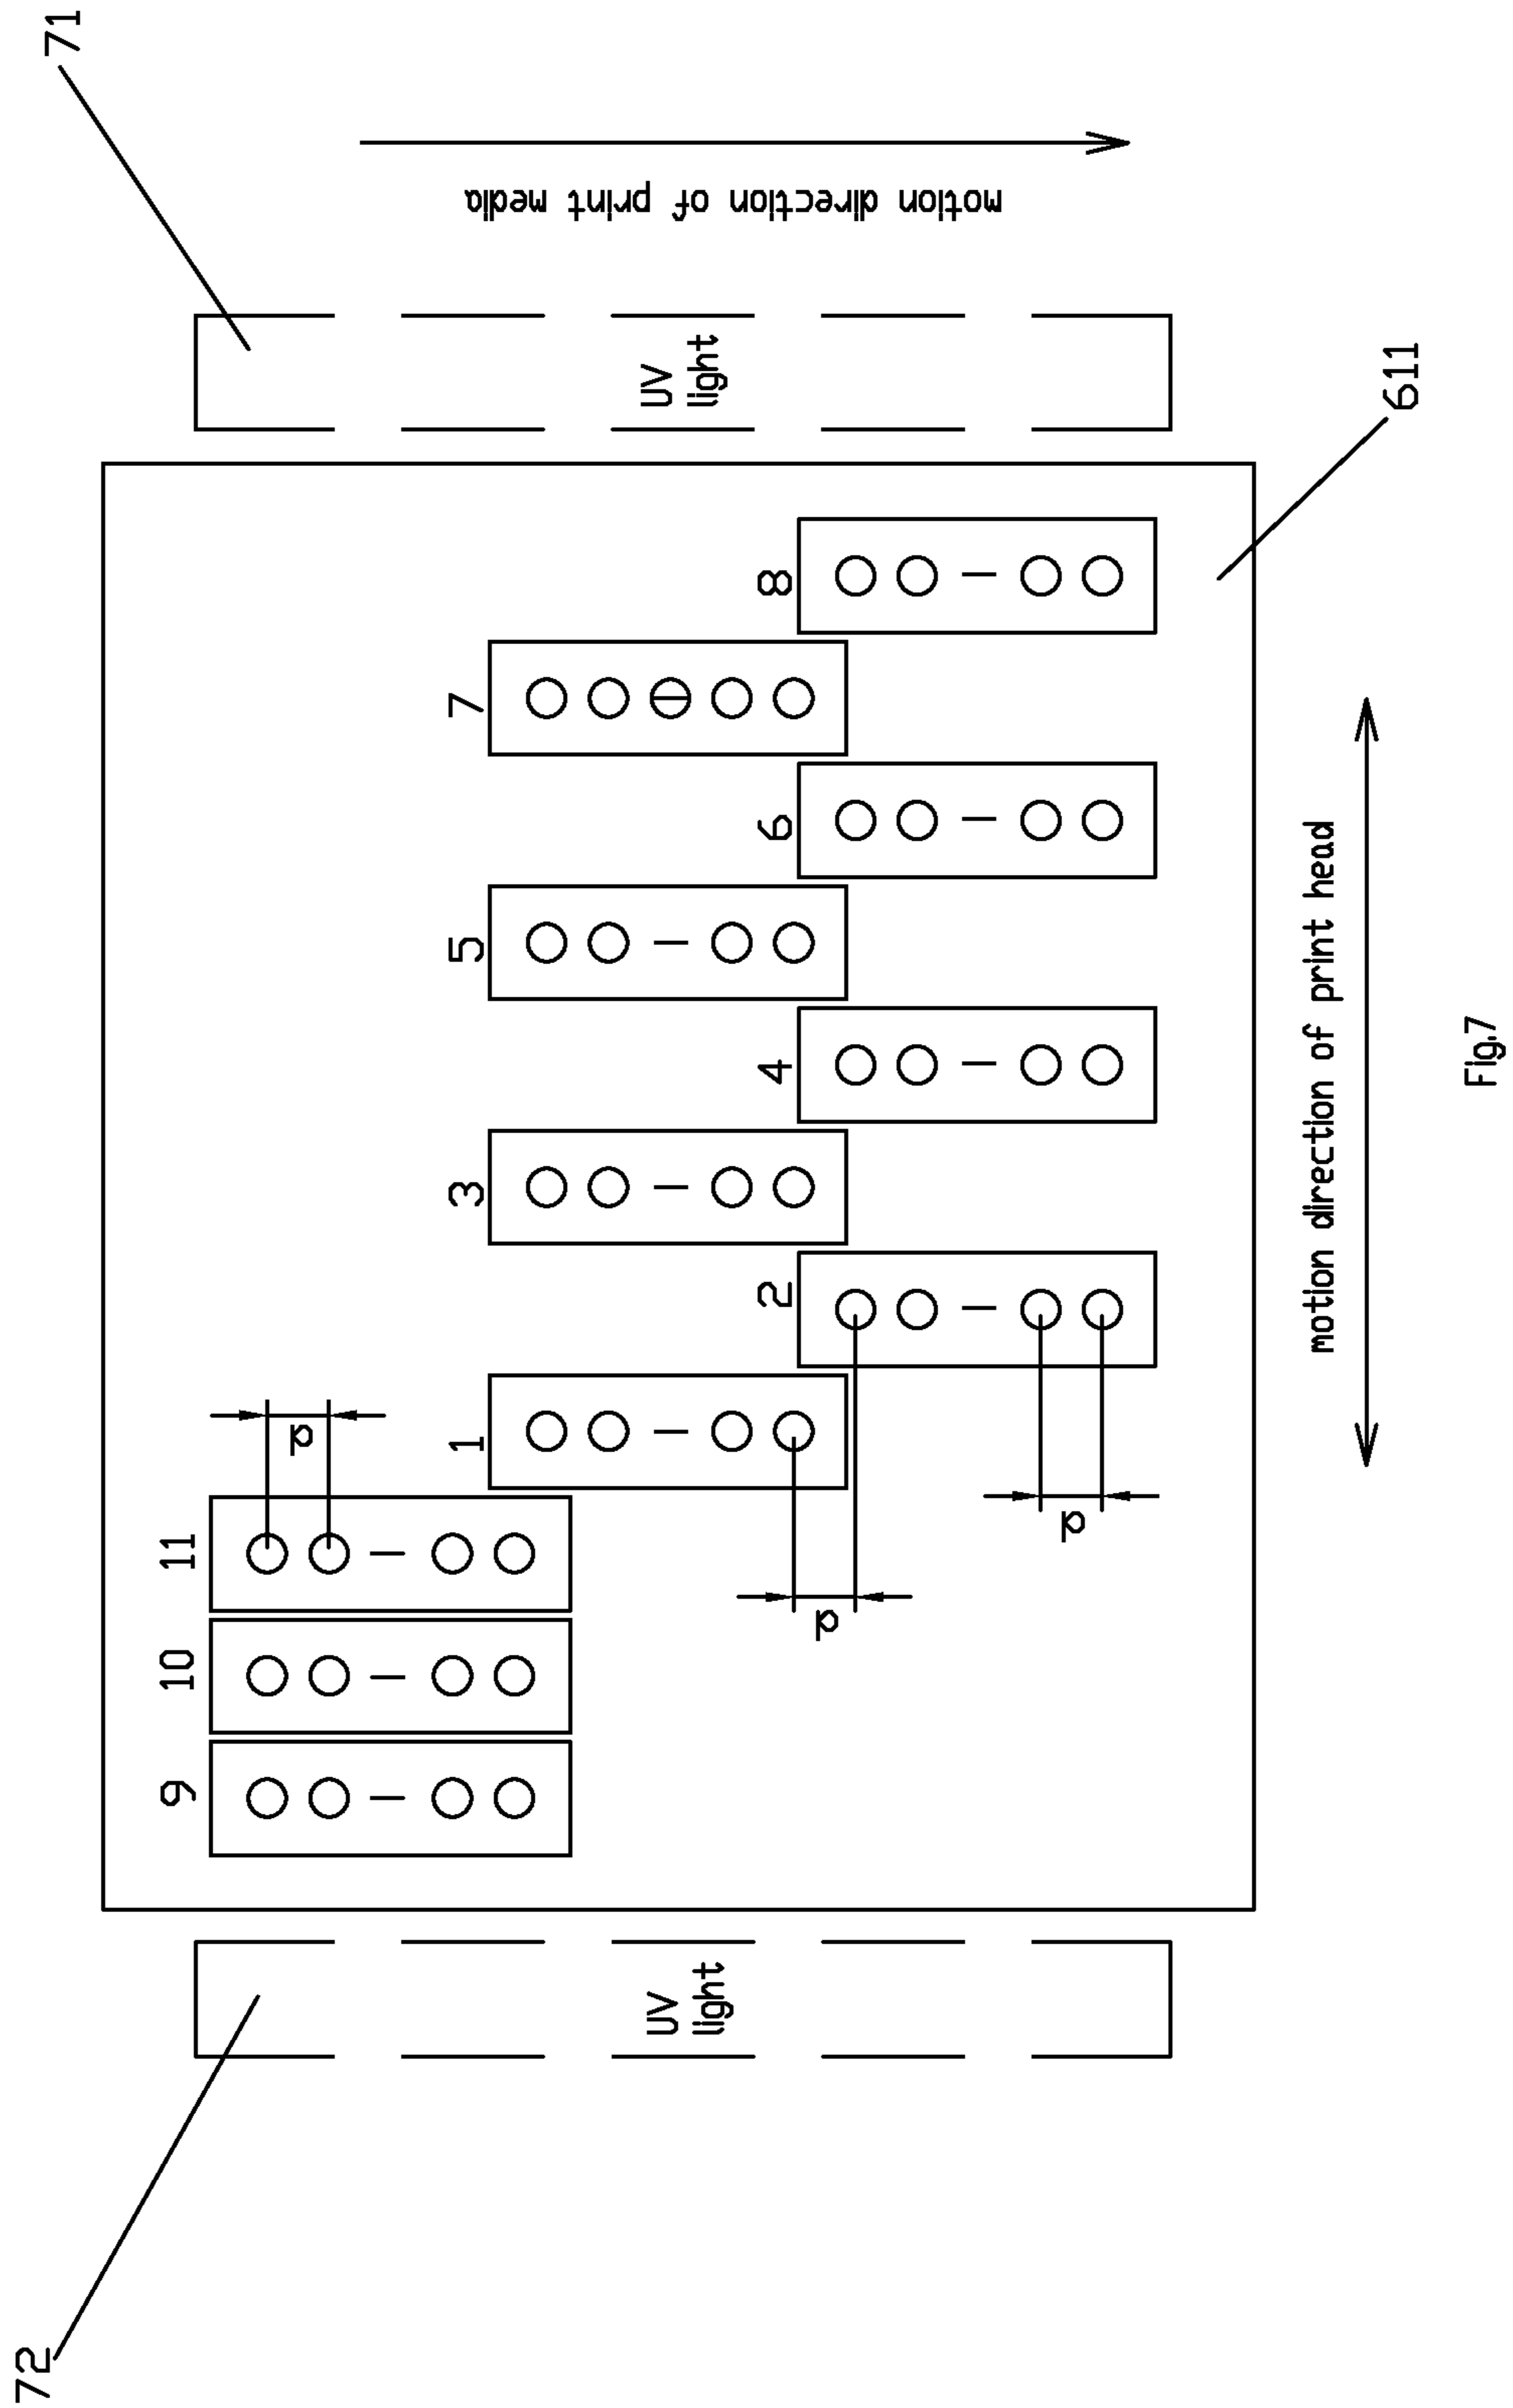 72
71
9
10
11
d
1
3
5
7
UV
light
UV
light
2
4
6
8
d
d
motion direction of print media
motion direction of print head
611
Fig.7